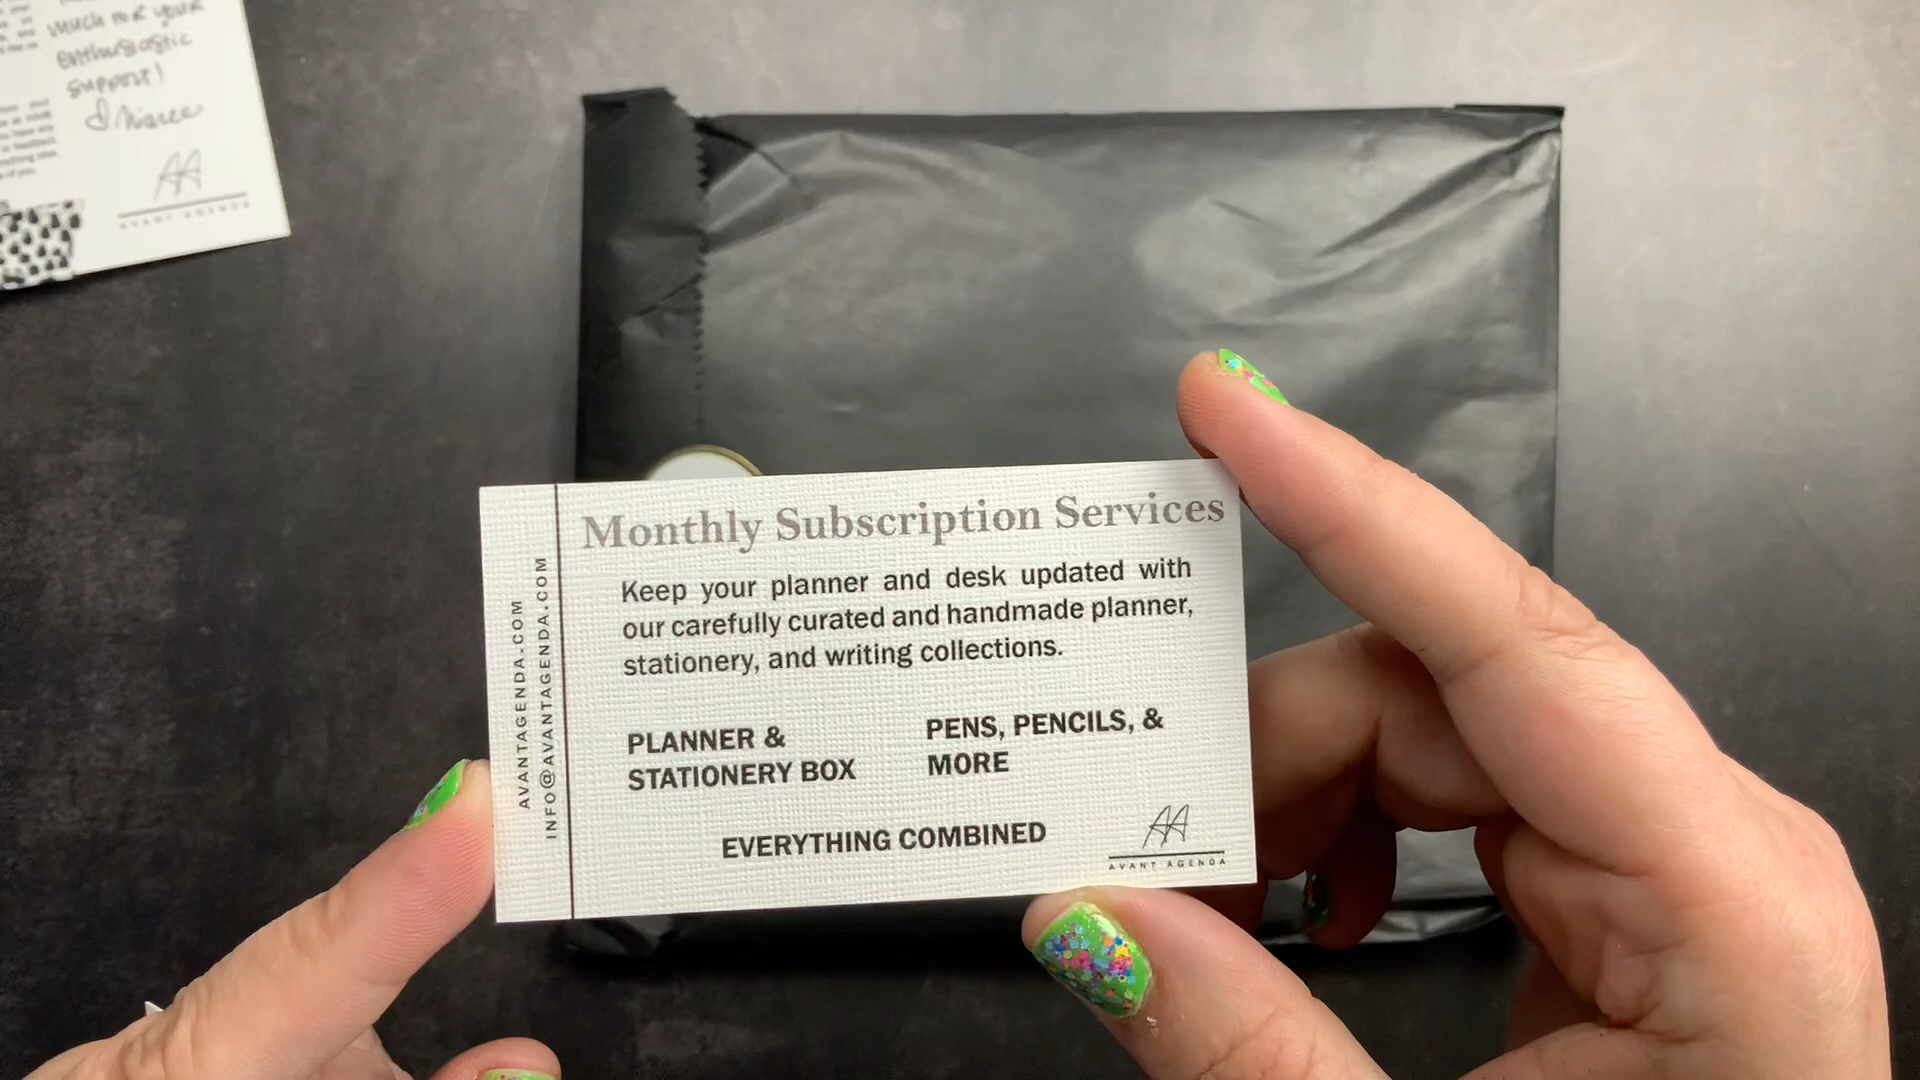 much for your
enthusiastic
support!
AA
AVANT AGENDA
Monthly Subscription Services
Keep your planner and desk updated with
our carefully curated and handmade planner,
stationery, and writing collections.
PLANNER &
STATIONERY BOX
PENS, PENCILS, &
MORE
EVERYTHING COMBINED
AA
AVANT AGENDA
AVANTAGENDA.COM
INFO@AVANTAGENDA.COM